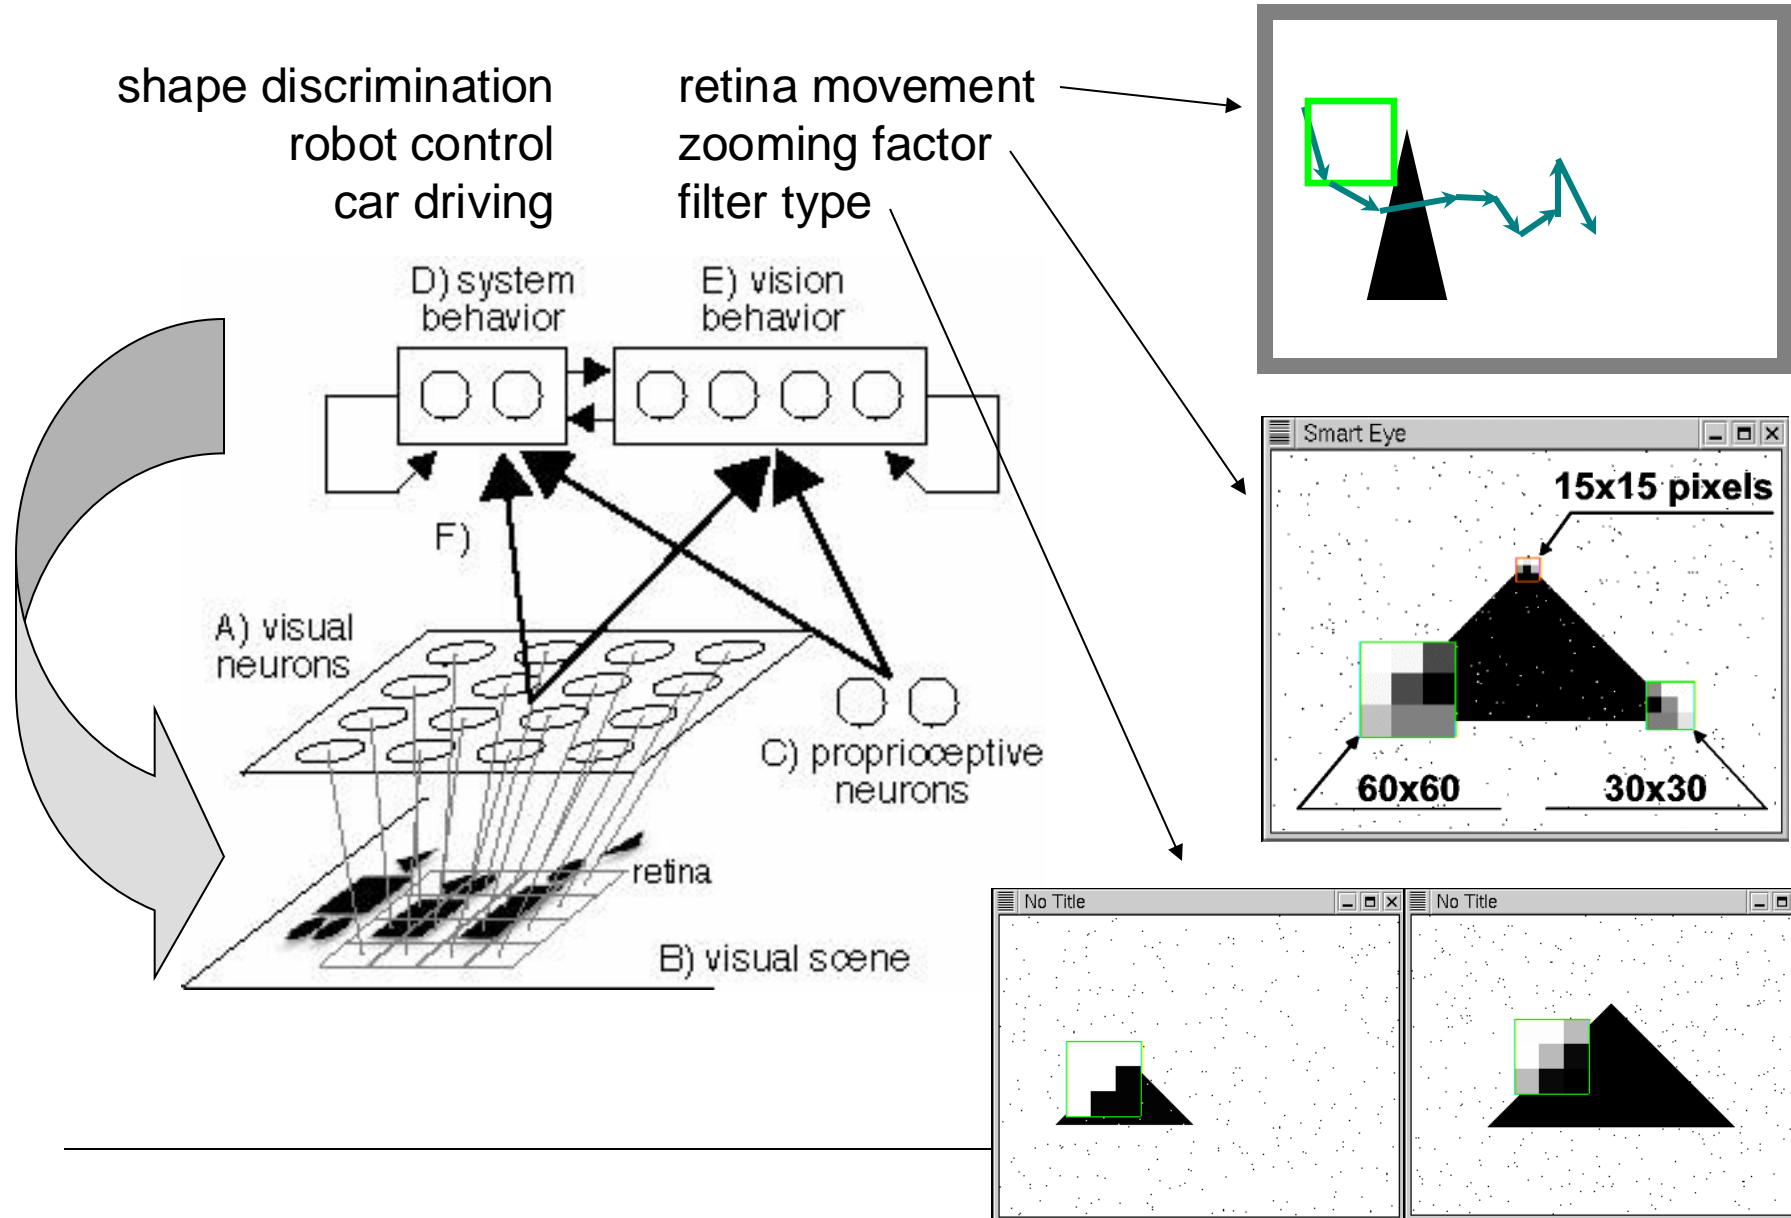 shape discrimination
robot control
car driving
retina movement
zooming factor
filter type
D) system
behavior
E) vision
behavior
F)
A) visual
neurons
C) proprioceptive
neurons
retina
B) visual scene
Smart Eye
15x15 pixels
60x60
30x30
No Title
No Title